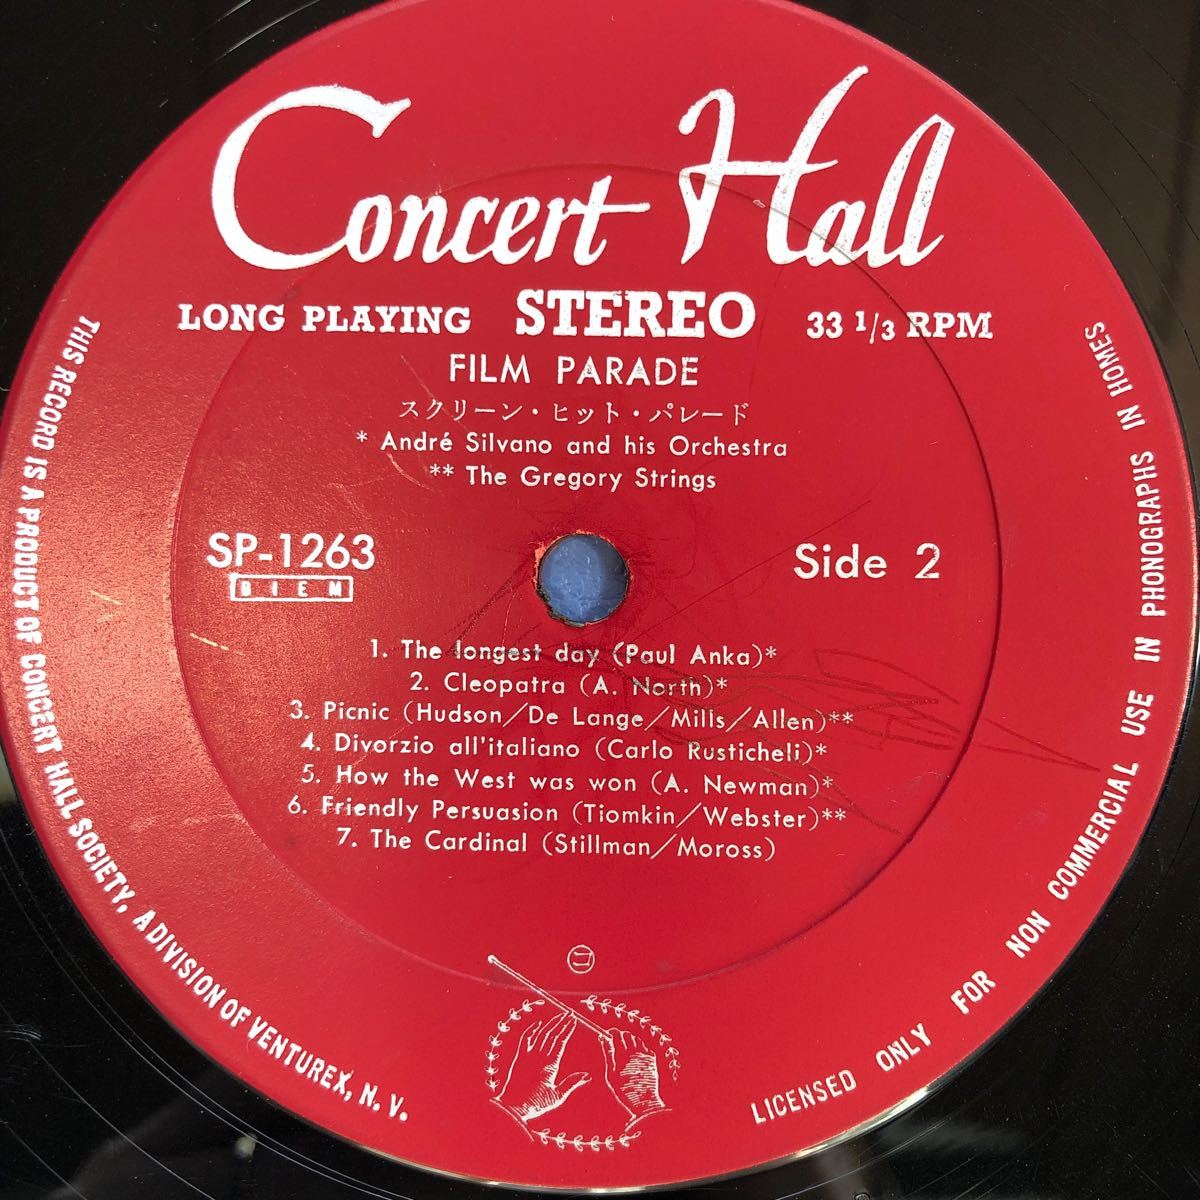 Concert Hall
LONG PLAYING STEREO 33 1/3 RPM
FILM PARADE
スクリーン・ヒット・パレード
* André Silvano and his Orchestra
** The Gregory Strings
SP-1263
BIEM
Side 2
1. The longest day (Paul Anka)*
2. Cleopatra (A. North)*
3. Picnic (Hudson/De Lange/Mills/Allen)**
4. Divorzio all'italiano (Carlo Rusticheli)*
5. How the West was won (A. Newman)*
6. Friendly Persuasion (Tiomkin/Webster)**
7. The Cardinal (Stillman/Moross)
コ
THIS RECORD IS A PRODUCT OF CONCERT HALL SOCIETY, A DIVISION OF VENTUREX, N. V.
LICENSED ONLY FOR NON COMMERCIAL USE IN PHONOGRAPHS IN HOMES